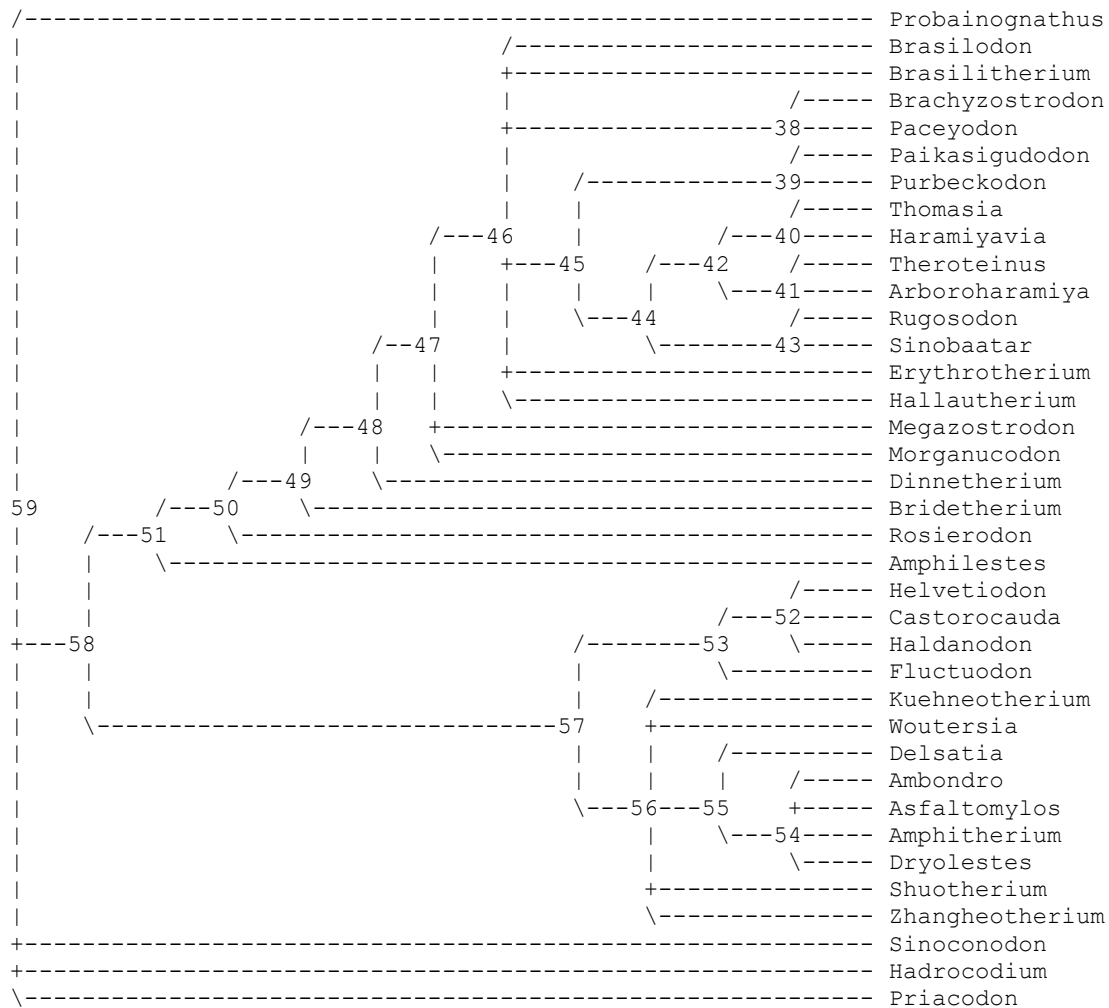 /----------------------------------------------------------- Probainognathus
|                                 /------------------------- Brasilodon
|                                 +------------------------- Brasilitherium
|                                 |                   /----- Brachyzostrodon
|                                 +------------------38----- Paceyodon
|                                 |                   /----- Paikasigudodon
|                                 |    /-------------39----- Purbeckodon
|                                 |    |              /----- Thomasia
|                            /---46    |         /---40----- Haramiyavia
|                            |    +---45    /---42    /----- Theroteinus
|                            |    |    |    |    \---41----- Arboroharamiya
|                            |    |    \---44         /----- Rugosodon
|                        /--47    |         \--------43----- Sinobaatar
|                        |   |    +------------------------- Erythrotherium
|                        |   |    \------------------------- Hallautherium
|                   /---48   +------------------------------ Megazostrodon
|                   |    |   \------------------------------ Morganucodon
|              /---49    \---------------------------------- Dinnetherium
59        /---50    \--------------------------------------- Bridetherium
|    /---51    \-------------------------------------------- Rosierodon
|    |    \------------------------------------------------- Amphilestes
|    |                                                /----- Helvetiodon
|    |                                           /---52----- Castorocauda
+---58                                 /--------53    \----- Haldanodon
|    |                                 |         \---------- Fluctuodon
|    |                                 |    /--------------- Kuehneotherium
|    \--------------------------------57    +--------------- Woutersia
|                                      |    |    /---------- Delsatia
|                                      |    |    |    /----- Ambondro
|                                      \---56---55    +----- Asfaltomylos
|                                           |    \---54----- Amphitherium
|                                           |         \----- Dryolestes
|                                           +--------------- Shuotherium
|                                           \--------------- Zhangheotherium
+----------------------------------------------------------- Sinoconodon
+----------------------------------------------------------- Hadrocodium
\----------------------------------------------------------- Priacodon